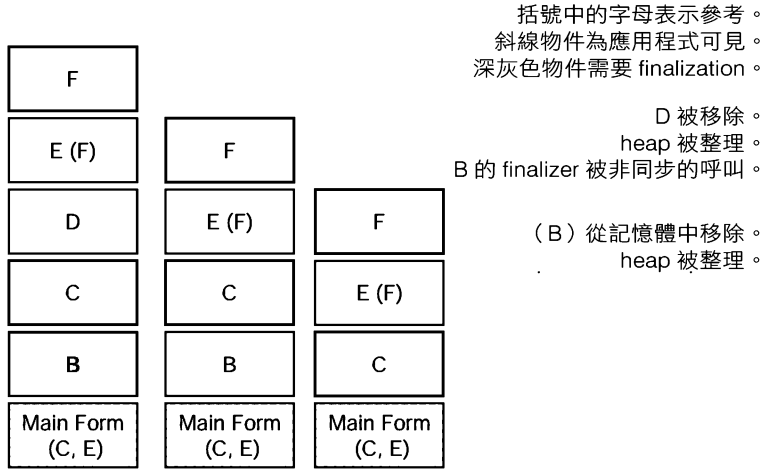 括號中的字母表示參考。
斜線物件為應用程式可見。
深灰色物件需要 finalization。
D 被移除。
heap 被整理。
B 的 finalizer 被非同步的呼叫。
（B）從記憶體中移除。
heap 被整理。
F
E (F)
D
C
B
Main Form
(C, E)
F
E (F)
C
B
Main Form
(C, E)
F
E (F)
C
Main Form
(C, E)